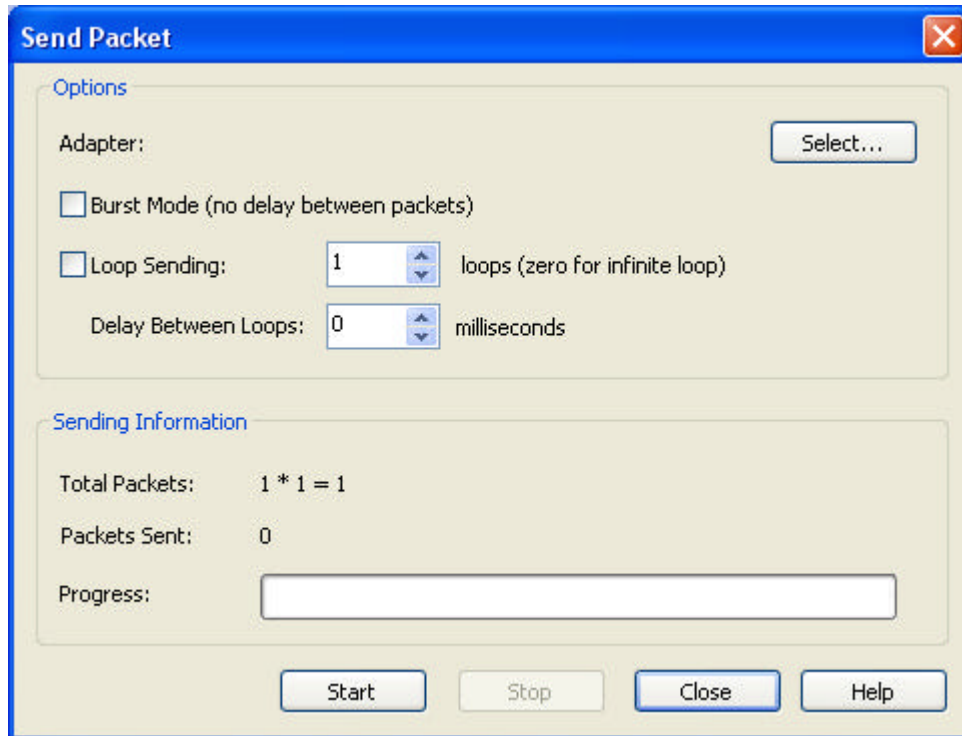 Send Packet
Options
Adapter: Select...
Burst Mode (no delay between packets)
Loop Sending: 1 loops (zero for infinite loop)
Delay Between Loops: 0 milliseconds
Sending Information
Total Packets: 1 * 1 = 1
Packets Sent: 0
Progress:
Start Stop Close Help